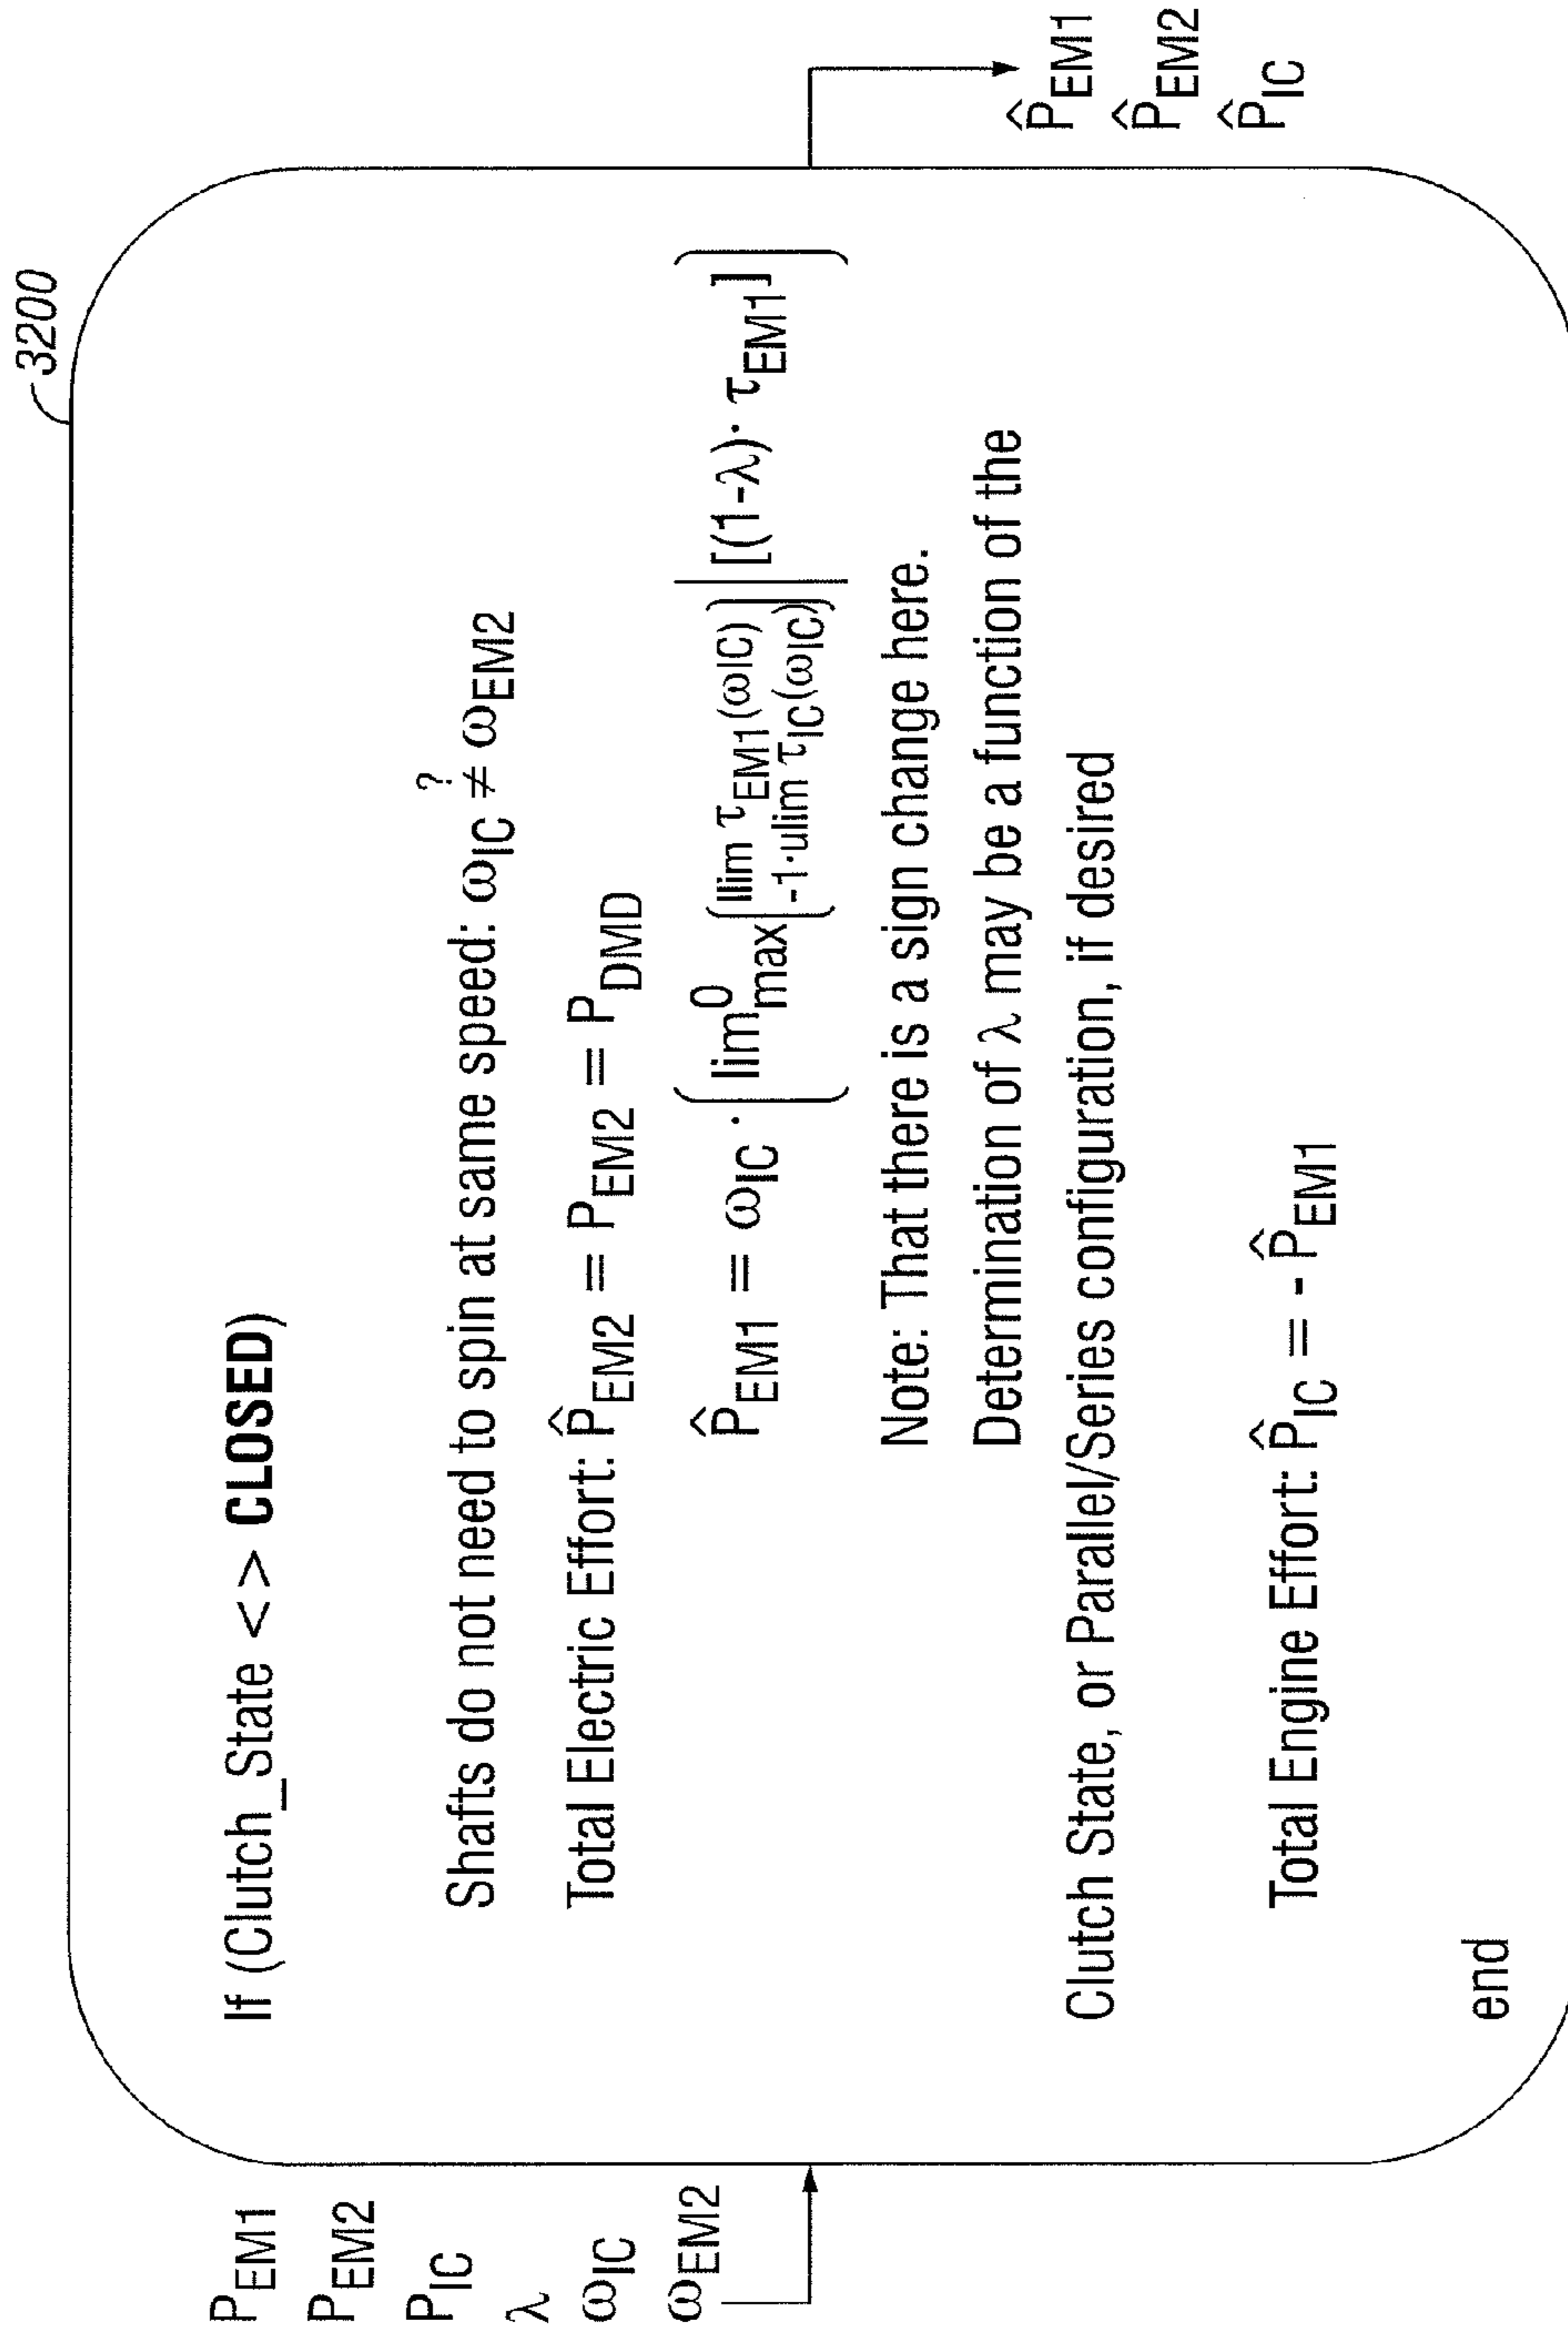 3200
P_EM1
P_EM2
P_IC
λ
ω_IC
ω_EM2
If (Clutch_State <> CLOSED)
Shafts do not need to spin at same speed: ω_IC ≠^? ω_EM2
Total Electric Effort: P̂_EM2 = P_EM2 = P_DMD
P̂_EM1 = ω_IC · ( lim^0_max ( llim τ_EM1(ω_IC) -1·ulim τ_IC(ω_IC) ) | [(1-λ)· τ_EM1] )
Note: That there is a sign change here.
Determination of λ may be a function of the
Clutch State, or Parallel/Series configuration, if desired
Total Engine Effort: P̂_IC = -P̂_EM1
end
P̂_EM1
P̂_EM2
P̂_IC